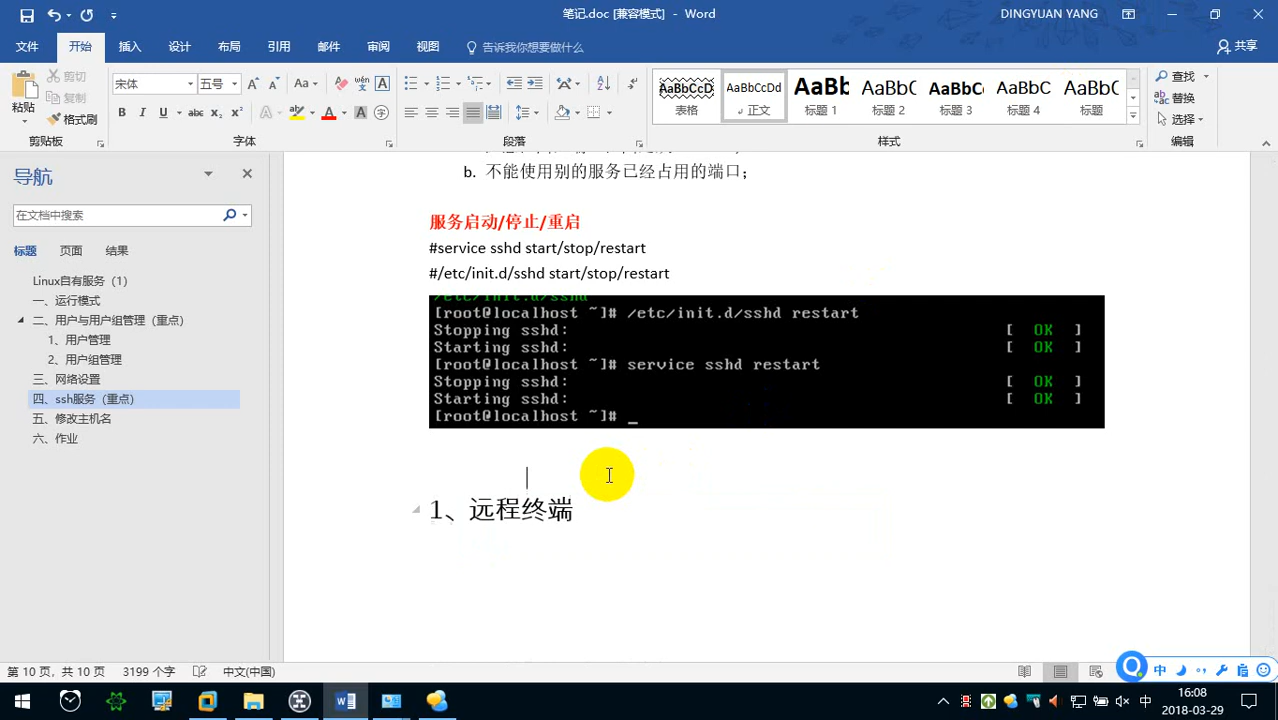 笔记.doc [兼容模式] - Word
DINGYUAN YANG
文件
开始
插入
设计
布局
引用
邮件
审阅
视图
告诉我你想要做什么
共享
粘贴
剪切
复制
格式刷
剪贴板
宋体
五号
字体
段落
AaBbCcD
表格
AaBbCcDd
正文
AaBb
标题 1
AaBbC
标题 2
AaBbC
标题 3
AaBbC
标题 4
AaBbC
标题
样式
查找
替换
选择
编辑
导航
在文档中搜索
标题
页面
结果
Linux自有服务（1）
一、运行模式
二、用户与用户组管理（重点）
1、用户管理
2、用户组管理
三、网络设置
四、ssh服务（重点）
五、修改主机名
六、作业
b. 不能使用别的服务已经占用的端口；
服务启动/停止/重启
#service sshd start/stop/restart
#/etc/init.d/sshd start/stop/restart
/etc/init.d/sshd
[root@localhost ~]# /etc/init.d/sshd restart
Stopping sshd: [ OK ]
Starting sshd: [ OK ]
[root@localhost ~]# service sshd restart
Stopping sshd: [ OK ]
Starting sshd: [ OK ]
[root@localhost ~]# _
1、远程终端
第 10 页，共 10 页
3199 个字
中文(中国)
中
中
16:08
2018-03-29